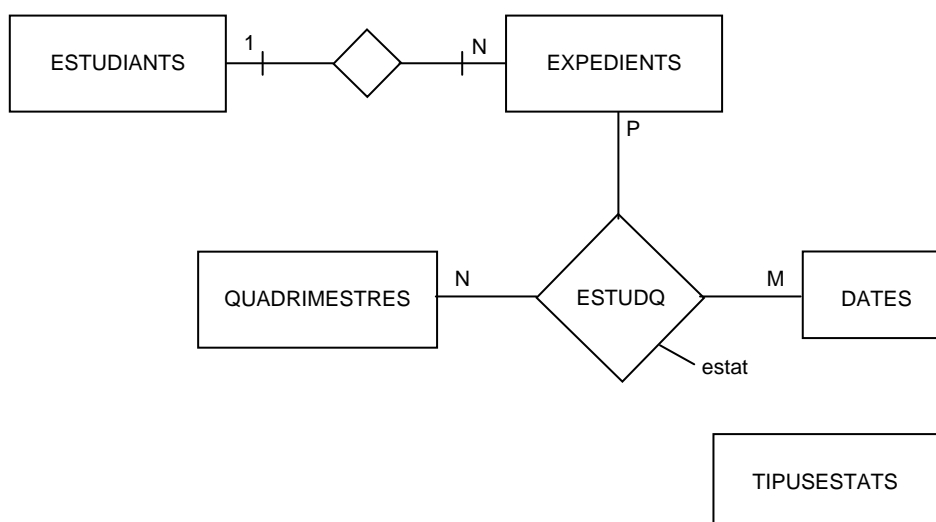 1
N
ESTUDIANTS
EXPEDIENTS
P
N
M
QUADRIMESTRES
ESTUDQ
DATES
estat
TIPUSESTATS